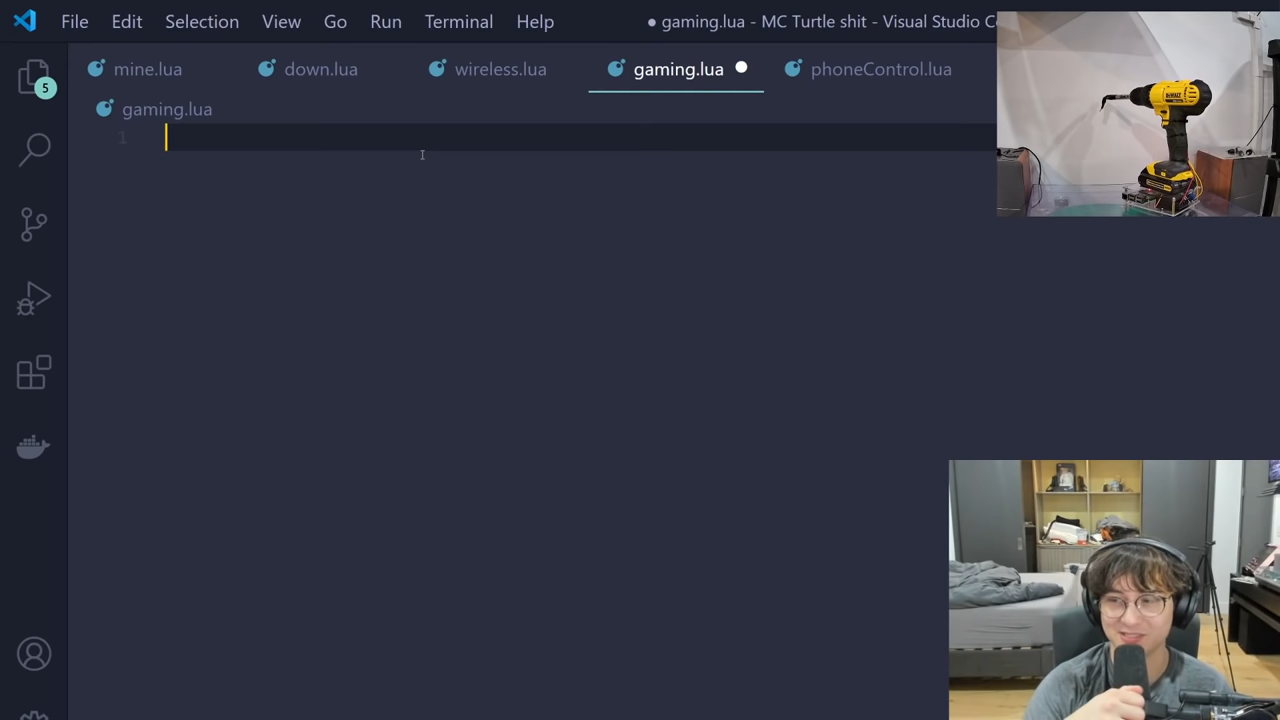 File Edit Selection View Go Run Terminal Help ● gaming.lua - MC Turtle shit - Visual Studio Co
mine.lua down.lua wireless.lua gaming.lua phoneControl.lua
5
gaming.lua
1
DEWALT